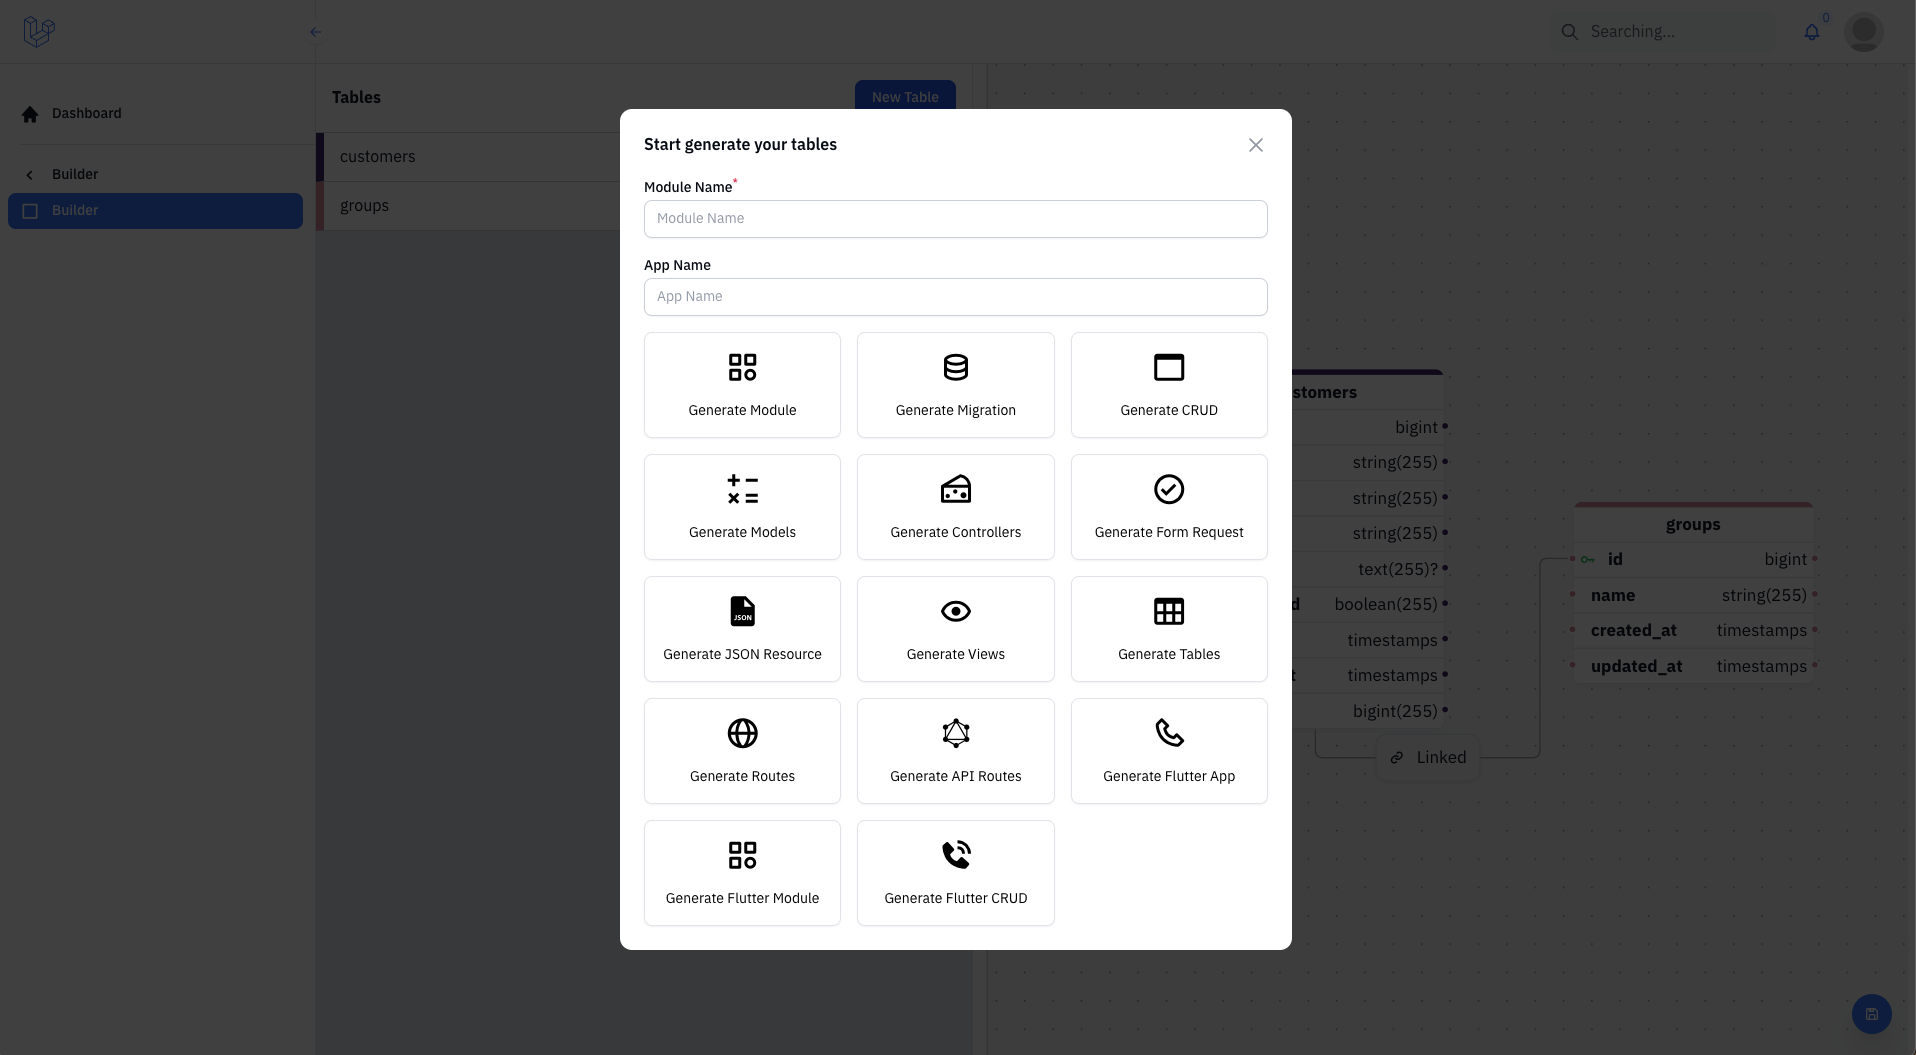 Searching...
0
Dashboard
Builder
Builder
Tables
New Table
customers
groups
Start generate your tables
Module Name*
Module Name
App Name
App Name
Generate Module
Generate Migration
Generate CRUD
Generate Models
Generate Controllers
Generate Form Request
JSON
Generate JSON Resource
Generate Views
Generate Tables
Generate Routes
Generate API Routes
Generate Flutter App
Generate Flutter Module
Generate Flutter CRUD
stomers
bigint
string(255)
string(255)
string(255)
text(255)?
d boolean(255)
timestamps
t timestamps
bigint(255)
Linked
groups
id bigint
name string(255)
created_at timestamps
updated_at timestamps